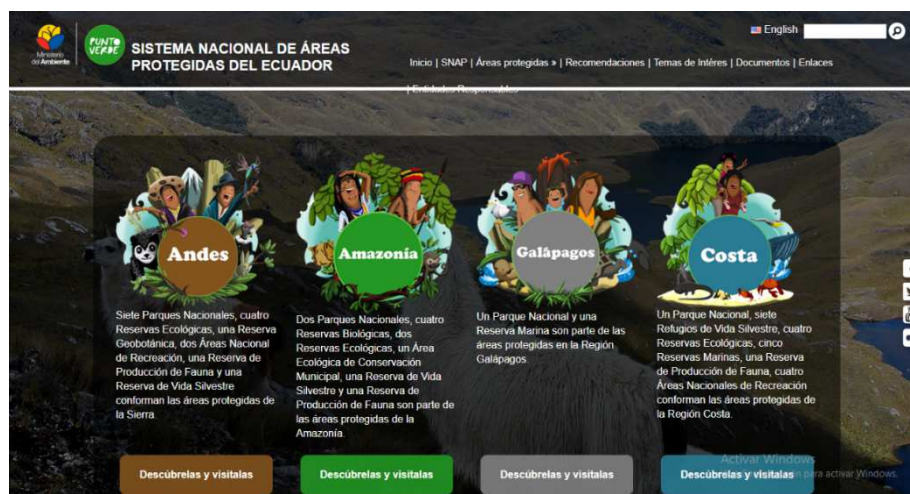 English
Ministerio
del Ambiente
PUNTO
VERDE
SISTEMA NACIONAL DE ÁREAS
PROTEGIDAS DEL ECUADOR
Inicio | SNAP | Áreas protegidas » | Recomendaciones | Temas de Intéres | Documentos | Enlaces
| Entidades Responsables
Andes
Siete Parques Nacionales, cuatro
Reservas Ecológicas, una Reserva
Geobotánica, dos Áreas Nacional
de Recreación, una Reserva de
Producción de Fauna y una
Reserva de Vida Silvestre
conforman las áreas protegidas de
la Sierra.
Descúbrelas y visítalas
Amazonía
Dos Parques Nacionales, cuatro
Reservas Biológicas, dos
Reservas Ecológicas, un Área
Ecológica de Conservación
Municipal, una Reserva de Vida
Silvestre y una Reserva de
Producción de Fauna son parte de
las áreas protegidas de la
Amazonía.
Descúbrelas y visítalas
Galápagos
Un Parque Nacional y una
Reserva Marina son parte de las
áreas protegidas en la Región
Galápagos.
Descúbrelas y visítalas
Costa
Un Parque Nacional, siete
Refugios de Vida Silvestre, cuatro
Reservas Ecológicas, cinco
Reservas Marinas, una Reserva
de Producción de Fauna, cuatro
Áreas Nacionales de Recreación
conforman las áreas protegidas de
la Región Costa.
Descúbrelas y visítalas
Activar Windows
para activar Windows.